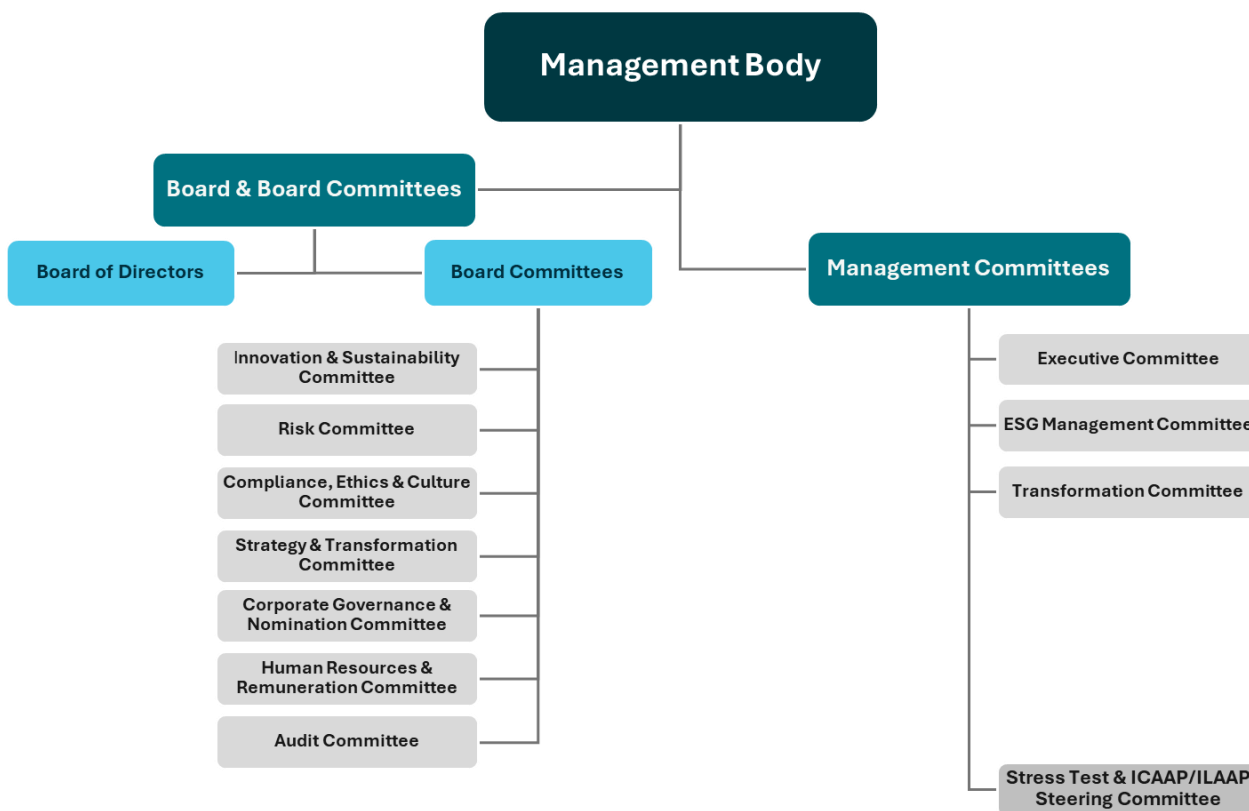 Management Body
Board & Board Committees
Board of Directors
Board Committees
Management Committees
Innovation & Sustainability
Committee
Risk Committee
Compliance, Ethics & Culture
Committee
Strategy & Transformation
Committee
Corporate Governance &
Nomination Committee
Human Resources &
Remuneration Committee
Audit Committee
Executive Committee
ESG Management Committee
Transformation Committee
Stress Test & ICAAP/ILAAP
Steering Committee